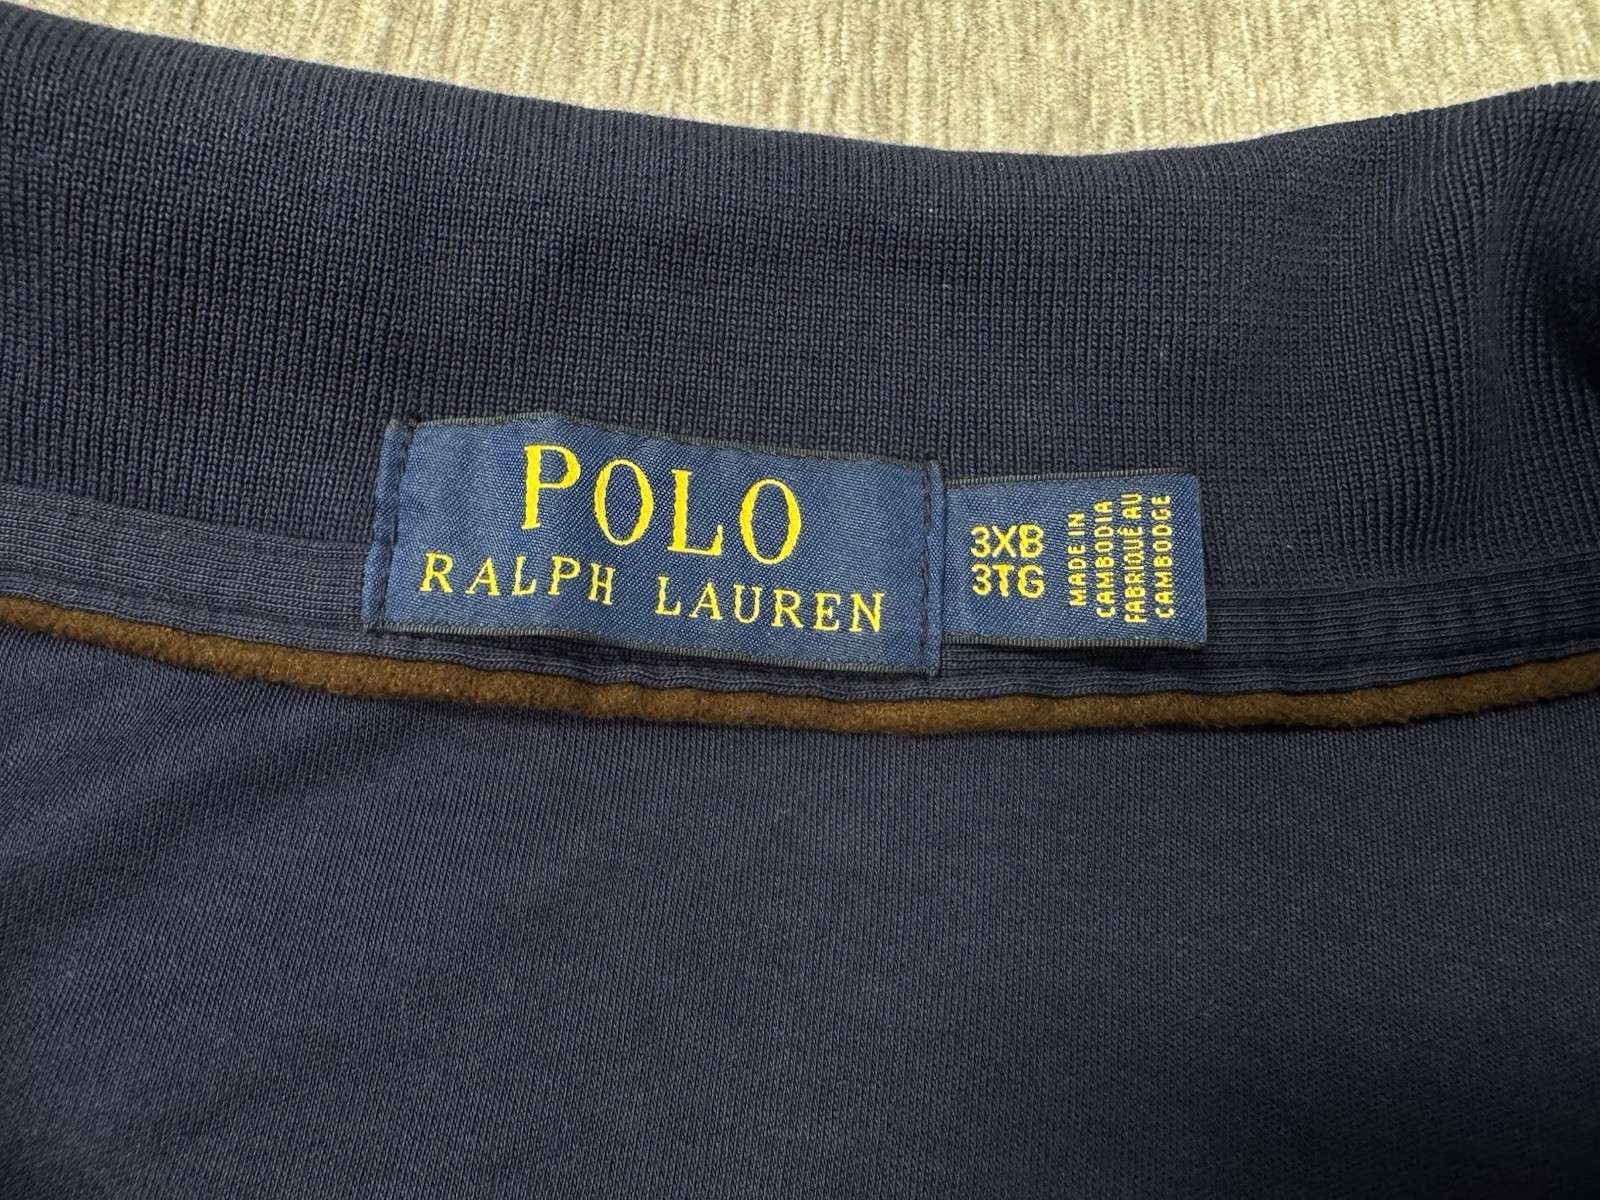 POLO
RALPH LAUREN
3XB
3TG
MADE IN
CAMBODIA
FABRIQUÉ AU
CAMBODGE